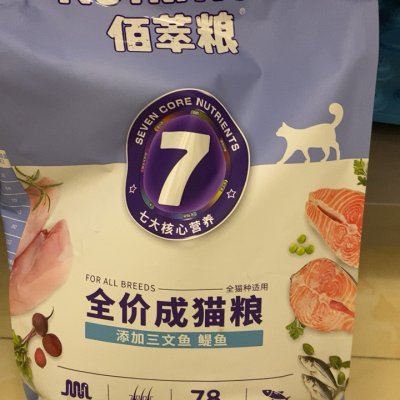 佰萃粮
SEVEN CORE NUTRIENTS
7
七大核心营养
FOR ALL BREEDS
全猫种适用
全价成猫粮
添加三文鱼 鳀鱼
78